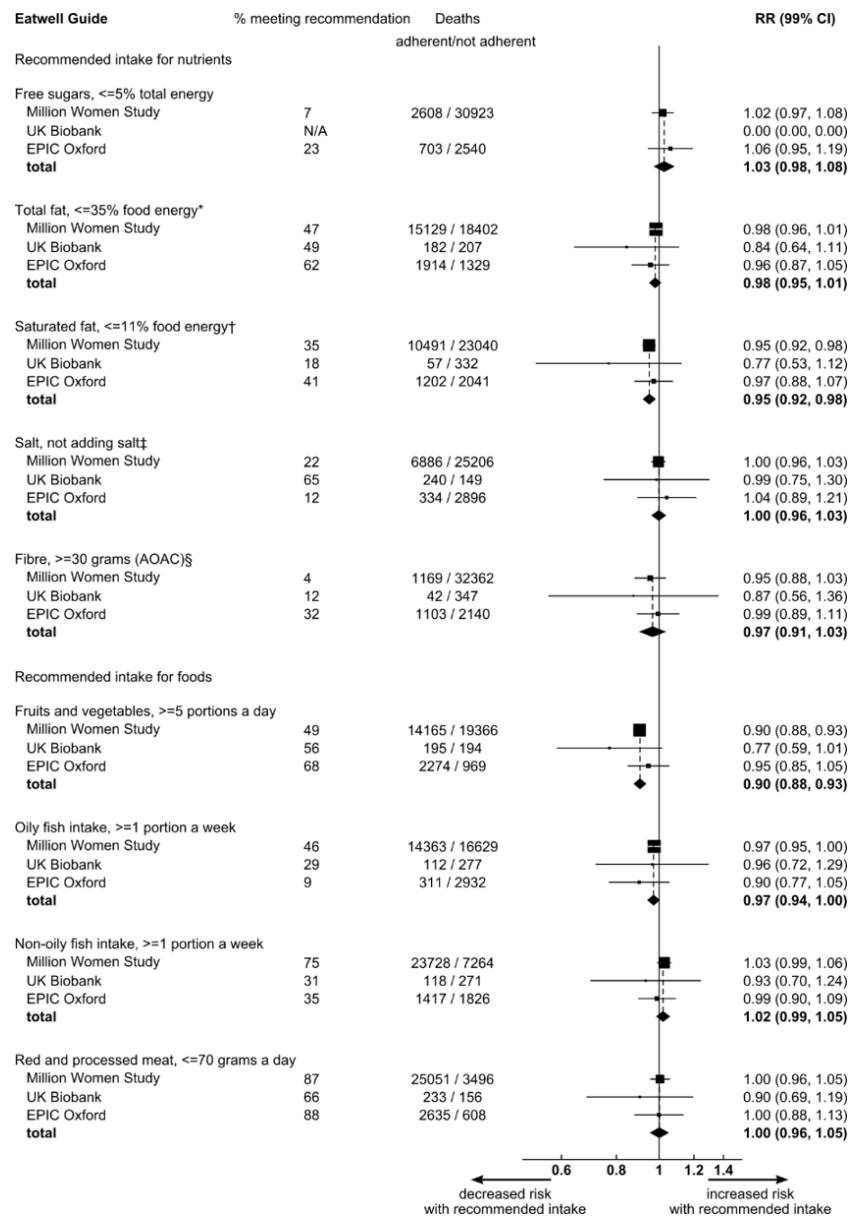 Eatwell Guide % meeting recommendation Deaths RR (99% CI)
adherent/not adherent
Recommended intake for nutrients
Free sugars, <=5% total energy
Million Women Study 7 2608 / 30923 1.02 (0.97, 1.08)
UK Biobank N/A 0.00 (0.00, 0.00)
EPIC Oxford 23 703 / 2540 1.06 (0.95, 1.19)
total 1.03 (0.98, 1.08)
Total fat, <=35% food energy*
Million Women Study 47 15129 / 18402 0.98 (0.96, 1.01)
UK Biobank 49 182 / 207 0.84 (0.64, 1.11)
EPIC Oxford 62 1914 / 1329 0.96 (0.87, 1.05)
total 0.98 (0.95, 1.01)
Saturated fat, <=11% food energy†
Million Women Study 35 10491 / 23040 0.95 (0.92, 0.98)
UK Biobank 18 57 / 332 0.77 (0.53, 1.12)
EPIC Oxford 41 1202 / 2041 0.97 (0.88, 1.07)
total 0.95 (0.92, 0.98)
Salt, not adding salt‡
Million Women Study 22 6886 / 25206 1.00 (0.96, 1.03)
UK Biobank 65 240 / 149 0.99 (0.75, 1.30)
EPIC Oxford 12 334 / 2896 1.04 (0.89, 1.21)
total 1.00 (0.96, 1.03)
Fibre, >=30 grams (AOAC)§
Million Women Study 4 1169 / 32362 0.95 (0.88, 1.03)
UK Biobank 12 42 / 347 0.87 (0.56, 1.36)
EPIC Oxford 32 1103 / 2140 0.99 (0.89, 1.11)
total 0.97 (0.91, 1.03)
Recommended intake for foods
Fruits and vegetables, >=5 portions a day
Million Women Study 49 14165 / 19366 0.90 (0.88, 0.93)
UK Biobank 56 195 / 194 0.77 (0.59, 1.01)
EPIC Oxford 68 2274 / 969 0.95 (0.85, 1.05)
total 0.90 (0.88, 0.93)
Oily fish intake, >=1 portion a week
Million Women Study 46 14363 / 16629 0.97 (0.95, 1.00)
UK Biobank 29 112 / 277 0.96 (0.72, 1.29)
EPIC Oxford 9 311 / 2932 0.90 (0.77, 1.05)
total 0.97 (0.94, 1.00)
Non-oily fish intake, >=1 portion a week
Million Women Study 75 23728 / 7264 1.03 (0.99, 1.06)
UK Biobank 31 118 / 271 0.93 (0.70, 1.24)
EPIC Oxford 35 1417 / 1826 0.99 (0.90, 1.09)
total 1.02 (0.99, 1.05)
Red and processed meat, <=70 grams a day
Million Women Study 87 25051 / 3496 1.00 (0.96, 1.05)
UK Biobank 66 233 / 156 0.90 (0.69, 1.19)
EPIC Oxford 88 2635 / 608 1.00 (0.88, 1.13)
total 1.00 (0.96, 1.05)
0.6 0.8 1 1.2 1.4
decreased risk increased risk
with recommended intake with recommended intake